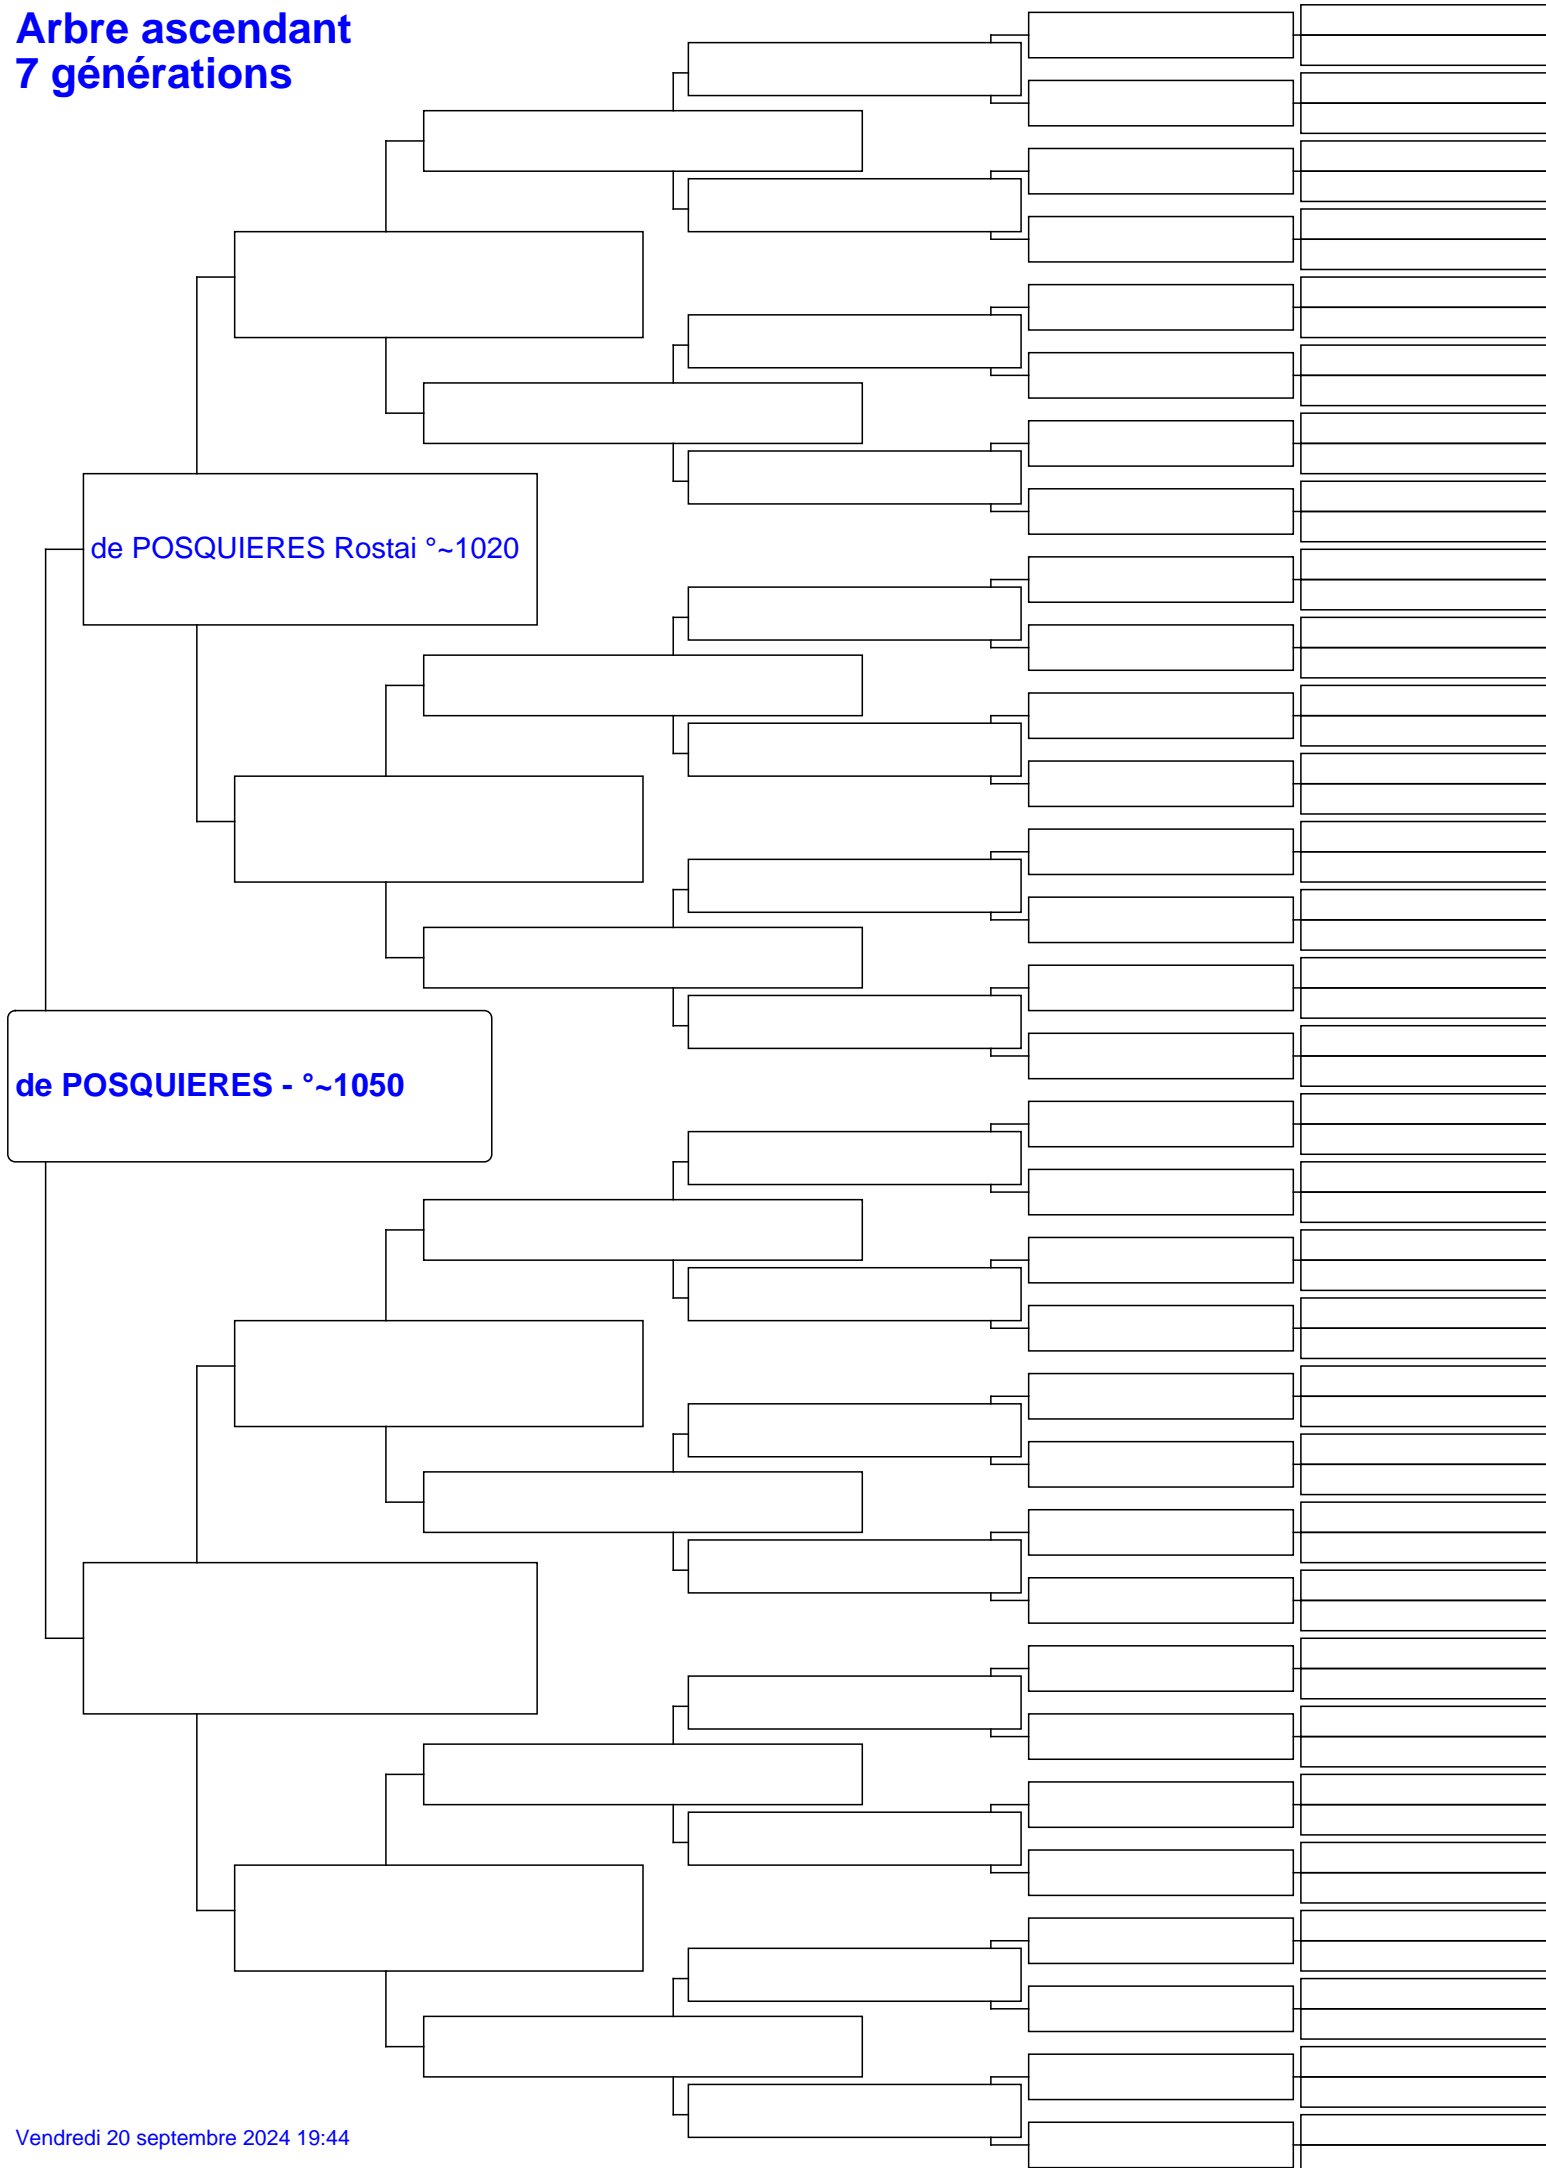 Arbre ascendant
7 générations
de POSQUIERES Rostai °~1020
de POSQUIERES - °~1050
Vendredi 20 septembre 2024 19:44